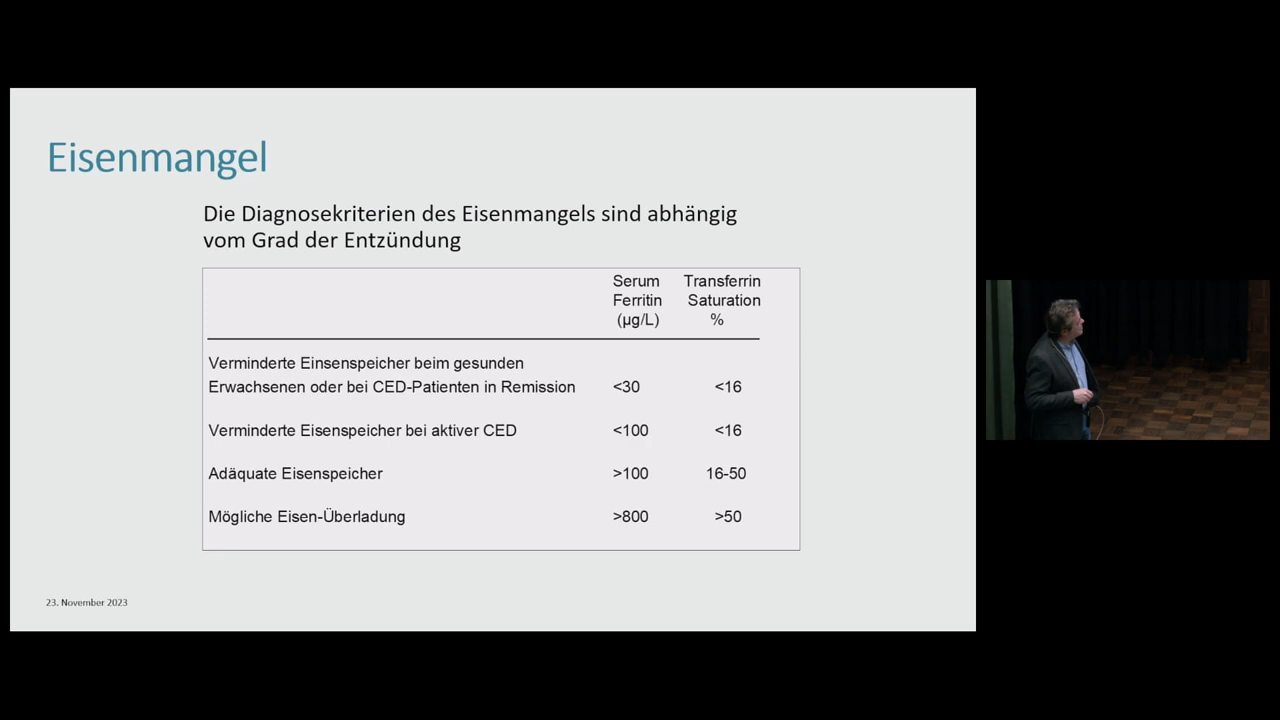 Eisenmangel
Die Diagnosekriterien des Eisenmangels sind abhängig
vom Grad der Entzündung
Serum Transferrin
Ferritin Saturation
(µg/L) %
Verminderte Einsenspeicher beim gesunden
Erwachsenen oder bei CED-Patienten in Remission <30 <16
Verminderte Eisenspeicher bei aktiver CED <100 <16
Adäquate Eisenspeicher >100 16-50
Mögliche Eisen-Überladung >800 >50
23. November 2023